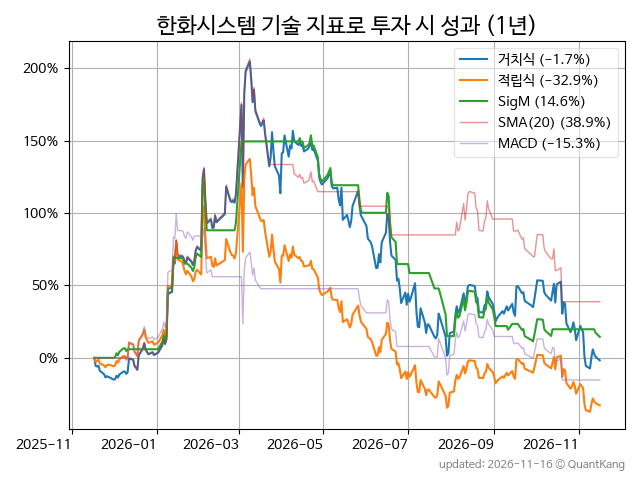 한화시스템 기술 지표로 투자 시 성과 (1년)
거치식 (-1.7%)
적립식 (-32.9%)
SigM (14.6%)
SMA(20) (38.9%)
MACD (-15.3%)
200%
150%
100%
50%
0%
2025-11 2026-01 2026-03 2026-05 2026-07 2026-09 2026-11
updated: 2026-11-16 © QuantKang